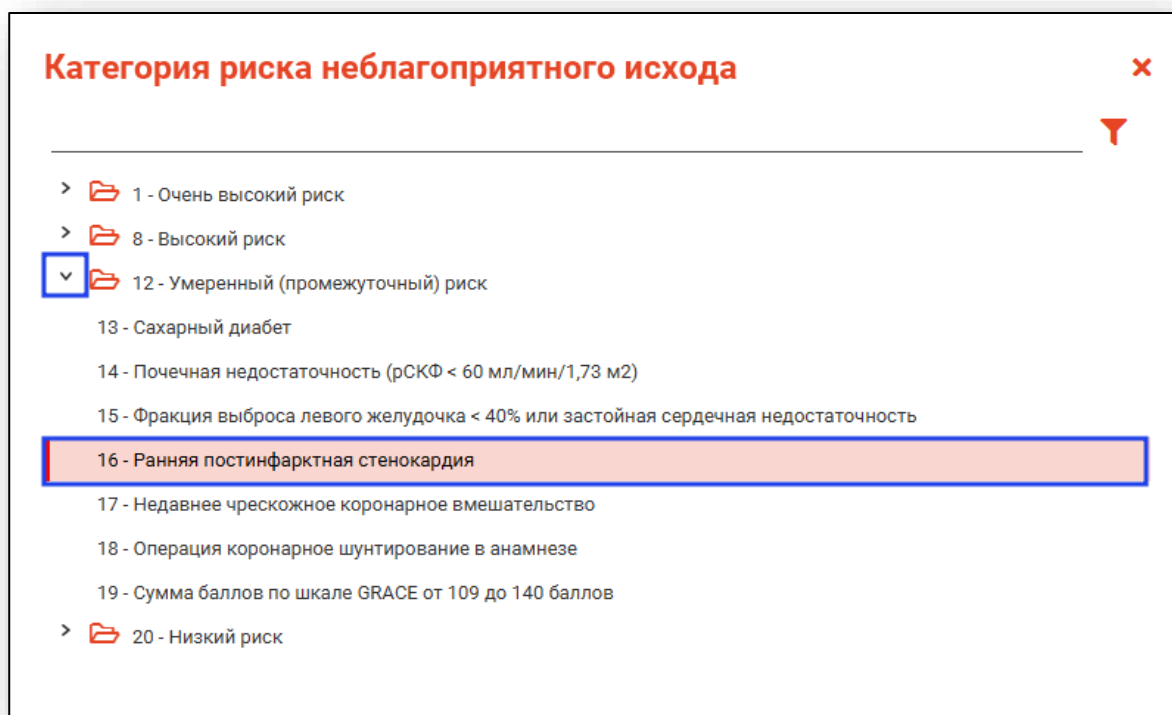 Категория риска неблагоприятного исхода
1 - Очень высокий риск
8 - Высокий риск
12 - Умеренный (промежуточный) риск
13 - Сахарный диабет
14 - Почечная недостаточность (рСКФ < 60 мл/мин/1,73 м2)
15 - Фракция выброса левого желудочка < 40% или застойная сердечная недостаточность
16 - Ранняя постинфарктная стенокардия
17 - Недавнее чрескожное коронарное вмешательство
18 - Операция коронарное шунтирование в анамнезе
19 - Сумма баллов по шкале GRACE от 109 до 140 баллов
20 - Низкий риск